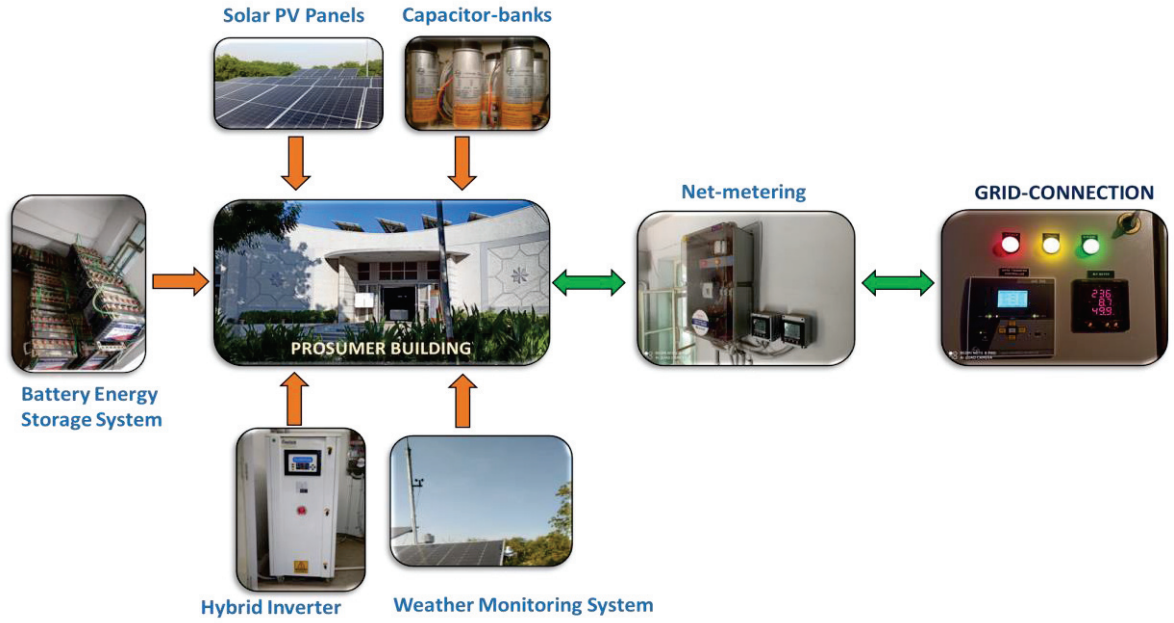 Solar PV Panels
Capacitor-banks
Net-metering
GRID-CONNECTION
PROSUMER BUILDING
Battery Energy
Storage System
Hybrid Inverter
Weather Monitoring System
236
49.9